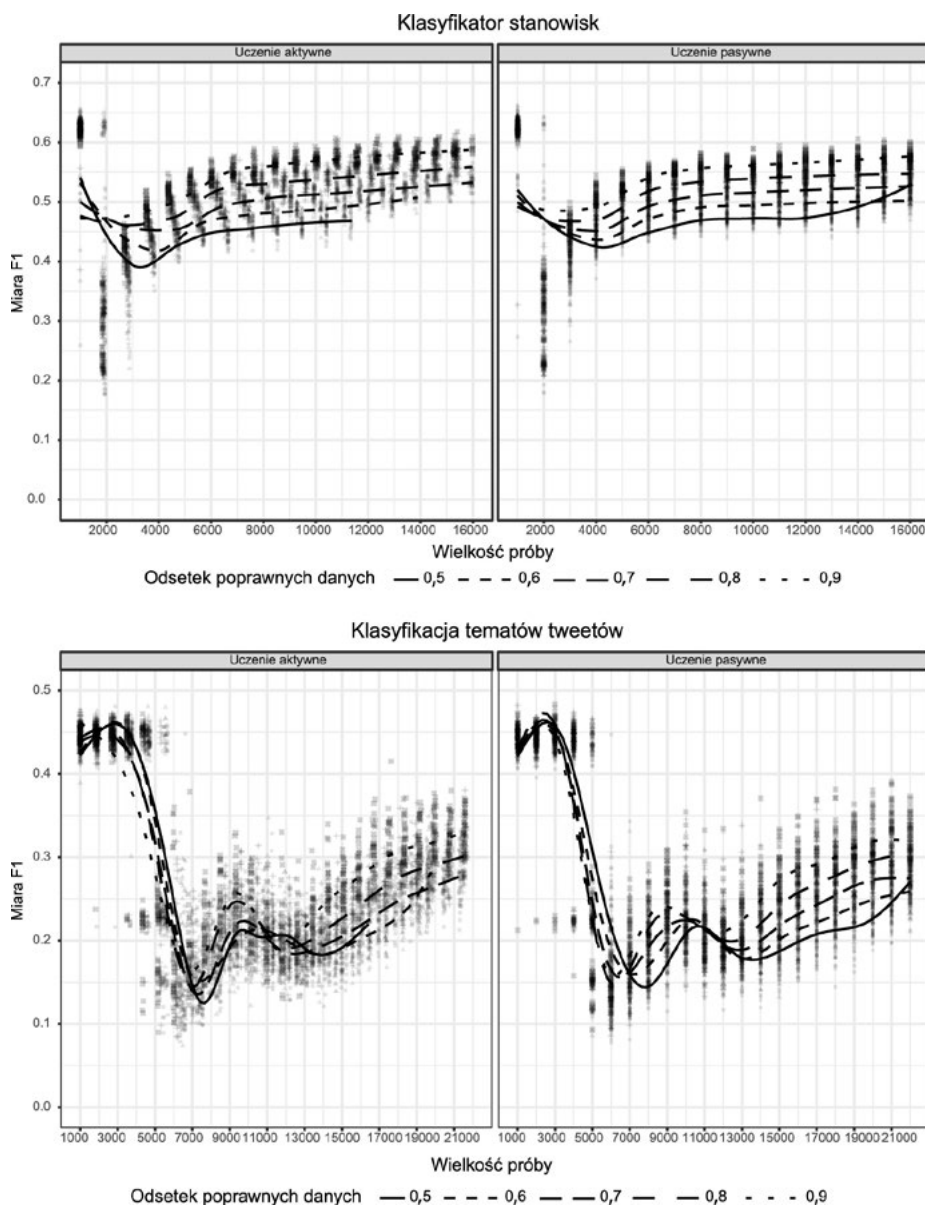 Klasyfikator stanowisk
Uczenie aktywne
Uczenie pasywne
Miara F1
0.7
0.6
0.5
0.4
0.3
0.2
0.1
0.0
2000 4000 6000 8000 10000 12000 14000 16000
2000 4000 6000 8000 10000 12000 14000 16000
Wielkość próby
Odsetek poprawnych danych 0,5 0,6 0,7 0,8 0,9
Klasyfikacja tematów tweetów
Uczenie aktywne
Uczenie pasywne
Miara F1
0.5
0.4
0.3
0.2
0.1
0.0
1000 3000 5000 7000 9000 11000 13000 15000 17000 19000 21000
1000 3000 5000 7000 9000 11000 13000 15000 17000 19000 21000
Wielkość próby
Odsetek poprawnych danych 0,5 0,6 0,7 0,8 0,9